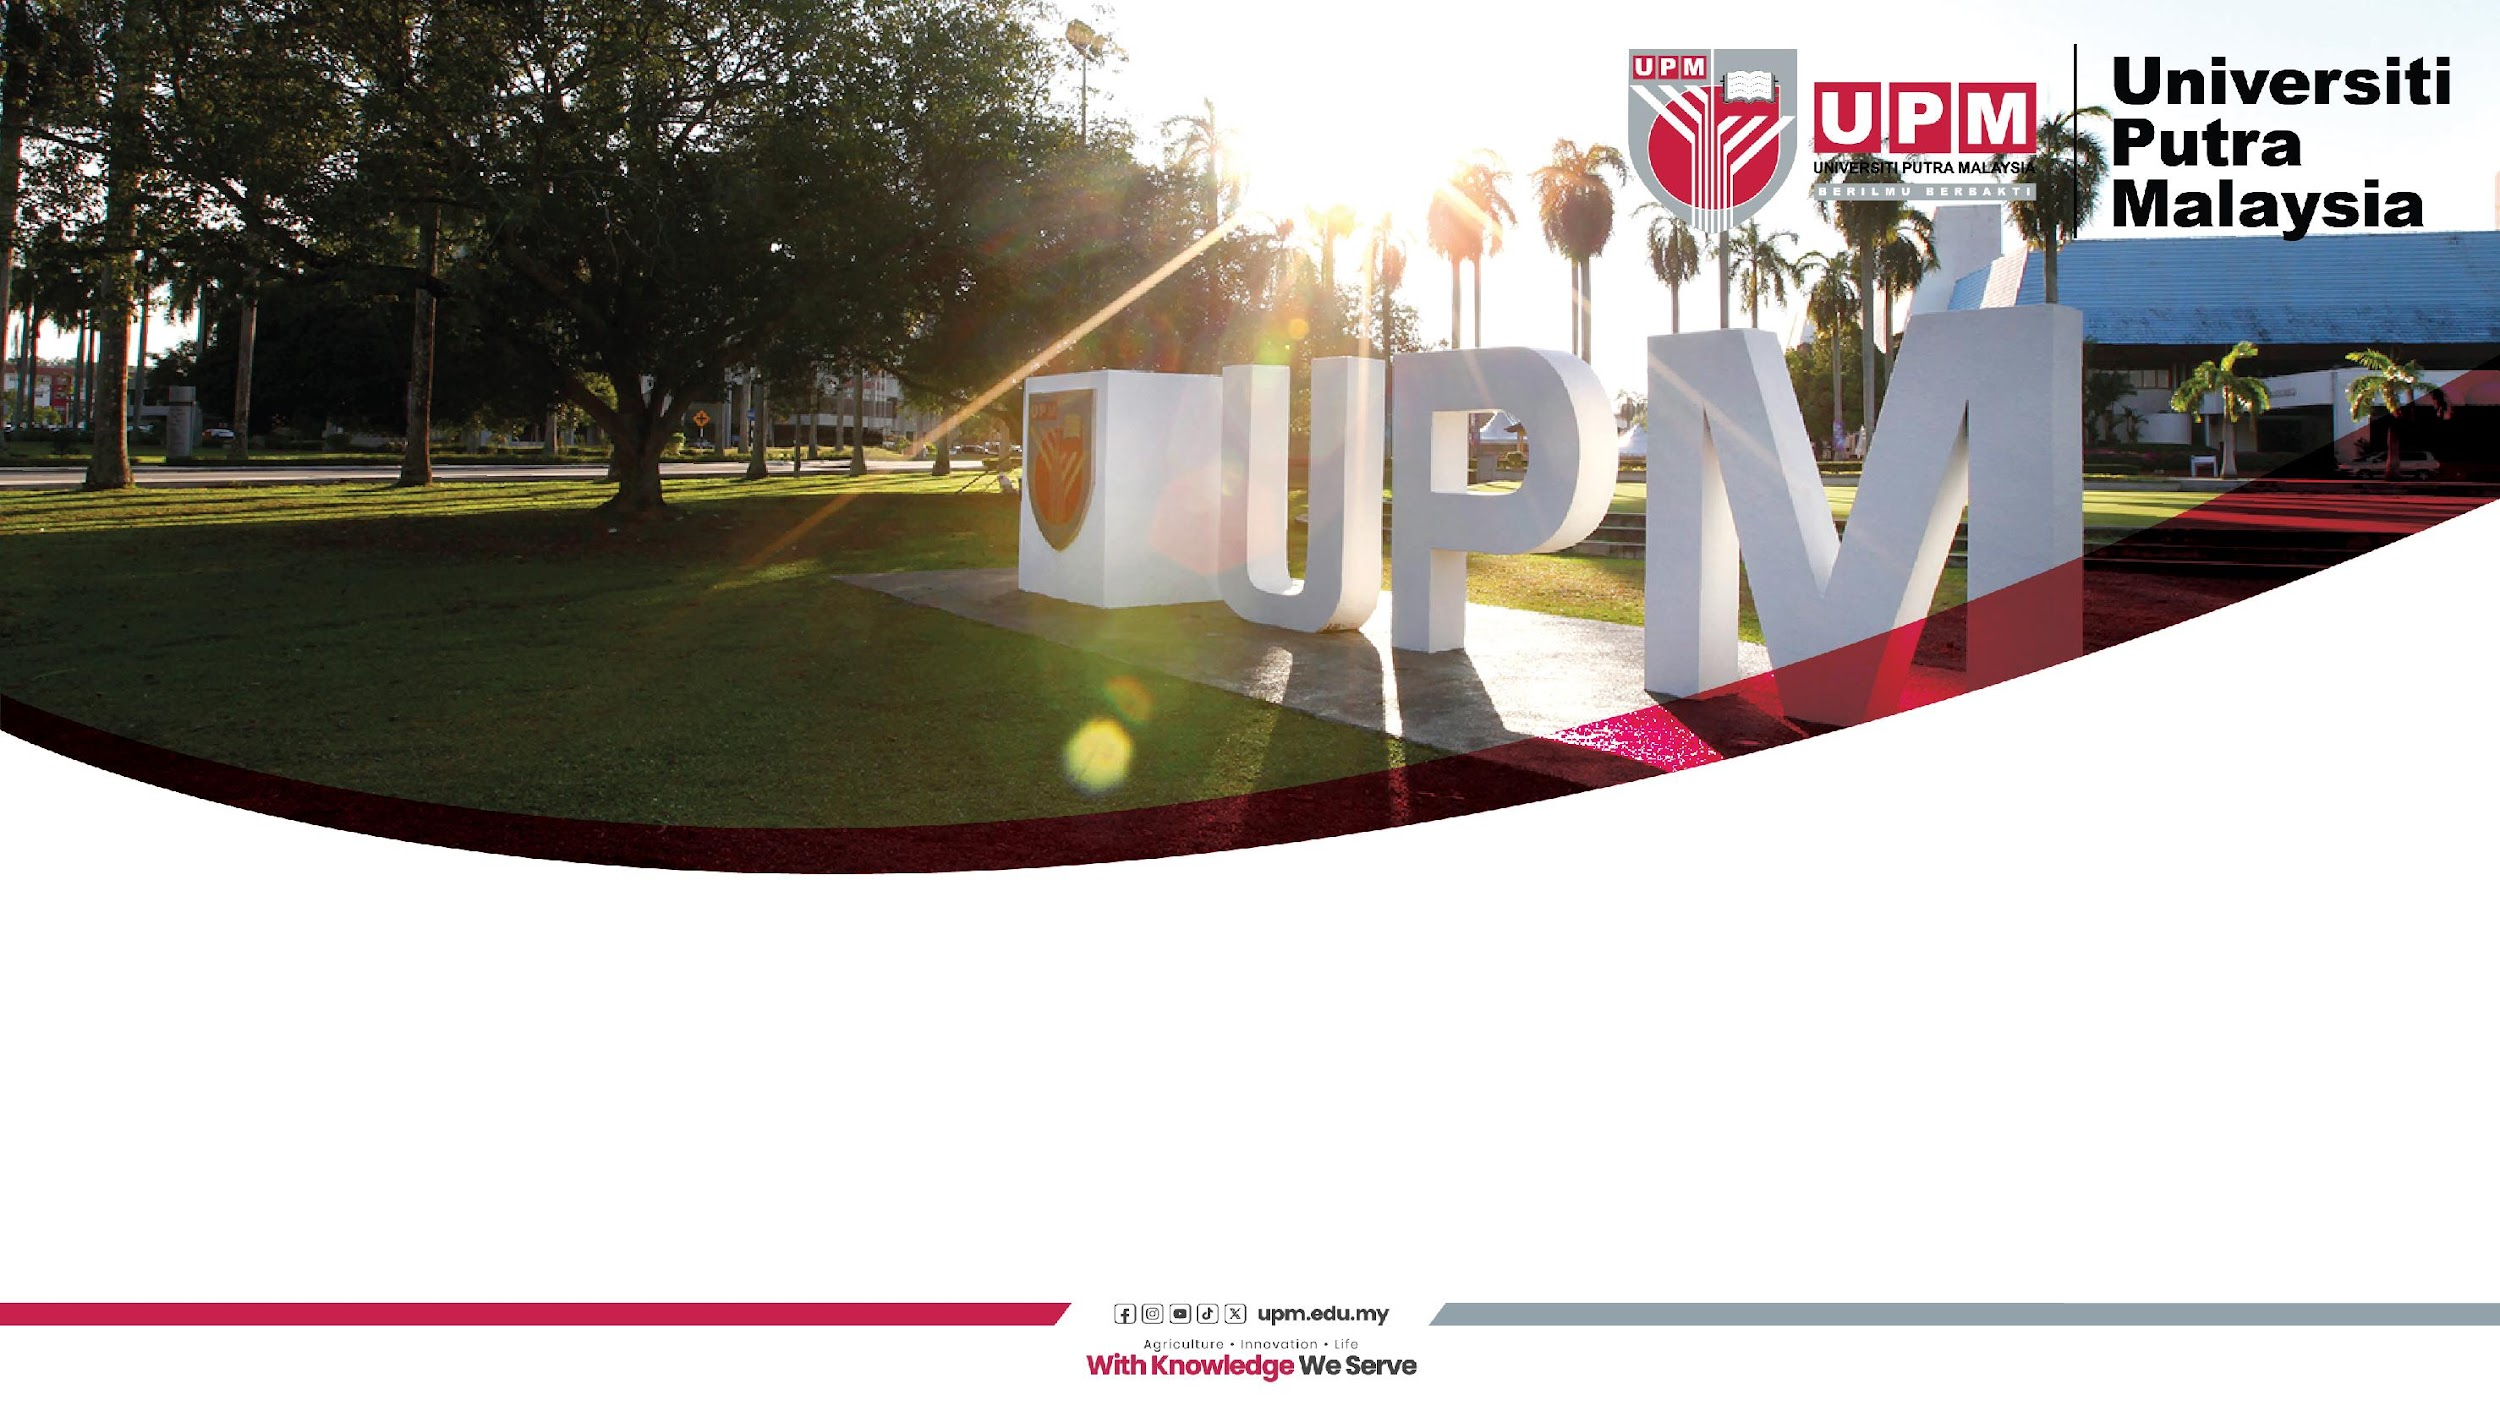 UPM
UPM
UNIVERSITI PUTRA MALAYSIA
BERILMU BERBAKTI
Universiti
Putra
Malaysia
UPM
UPM
upm.edu.my
Agriculture • Innovation • Life
With Knowledge We Serve